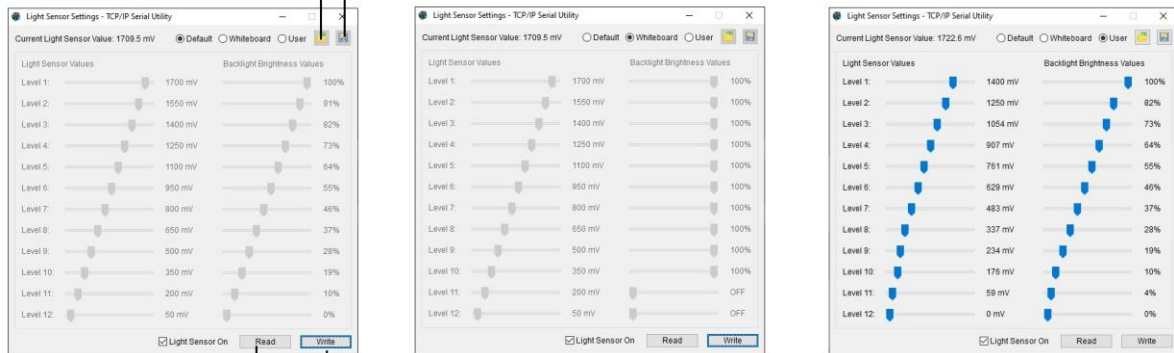 Light Sensor Settings - TCP/IP Serial Utility
Current Light Sensor Value: 1709.5 mV Default Whiteboard User
Light Sensor Values Backlight Brightness Values
Level 1: 1700 mV 100%
Level 2: 1550 mV 91%
Level 3: 1400 mV 82%
Level 4: 1250 mV 73%
Level 5: 1100 mV 64%
Level 6: 950 mV 55%
Level 7: 800 mV 46%
Level 8: 650 mV 37%
Level 9: 500 mV 28%
Level 10: 350 mV 19%
Level 11: 200 mV 10%
Level 12: 50 mV 0%
Light Sensor On Read Write
Light Sensor Settings - TCP/IP Serial Utility
Current Light Sensor Value: 1709.5 mV Default Whiteboard User
Light Sensor Values Backlight Brightness Values
Level 1: 1700 mV 100%
Level 2: 1550 mV 100%
Level 3: 1400 mV 100%
Level 4: 1250 mV 100%
Level 5: 1100 mV 100%
Level 6: 950 mV 100%
Level 7: 800 mV 100%
Level 8: 650 mV 100%
Level 9: 500 mV 100%
Level 10: 350 mV 100%
Level 11: 200 mV OFF
Level 12: 50 mV OFF
Light Sensor On Read Write
Light Sensor Settings - TCP/IP Serial Utility
Current Light Sensor Value: 1722.6 mV Default Whiteboard User
Light Sensor Values Backlight Brightness Values
Level 1: 1400 mV 100%
Level 2: 1250 mV 82%
Level 3: 1054 mV 73%
Level 4: 907 mV 64%
Level 5: 761 mV 55%
Level 6: 629 mV 46%
Level 7: 483 mV 37%
Level 8: 337 mV 28%
Level 9: 234 mV 19%
Level 10: 176 mV 10%
Level 11: 59 mV 4%
Level 12: 0 mV 0%
Light Sensor On Read Write